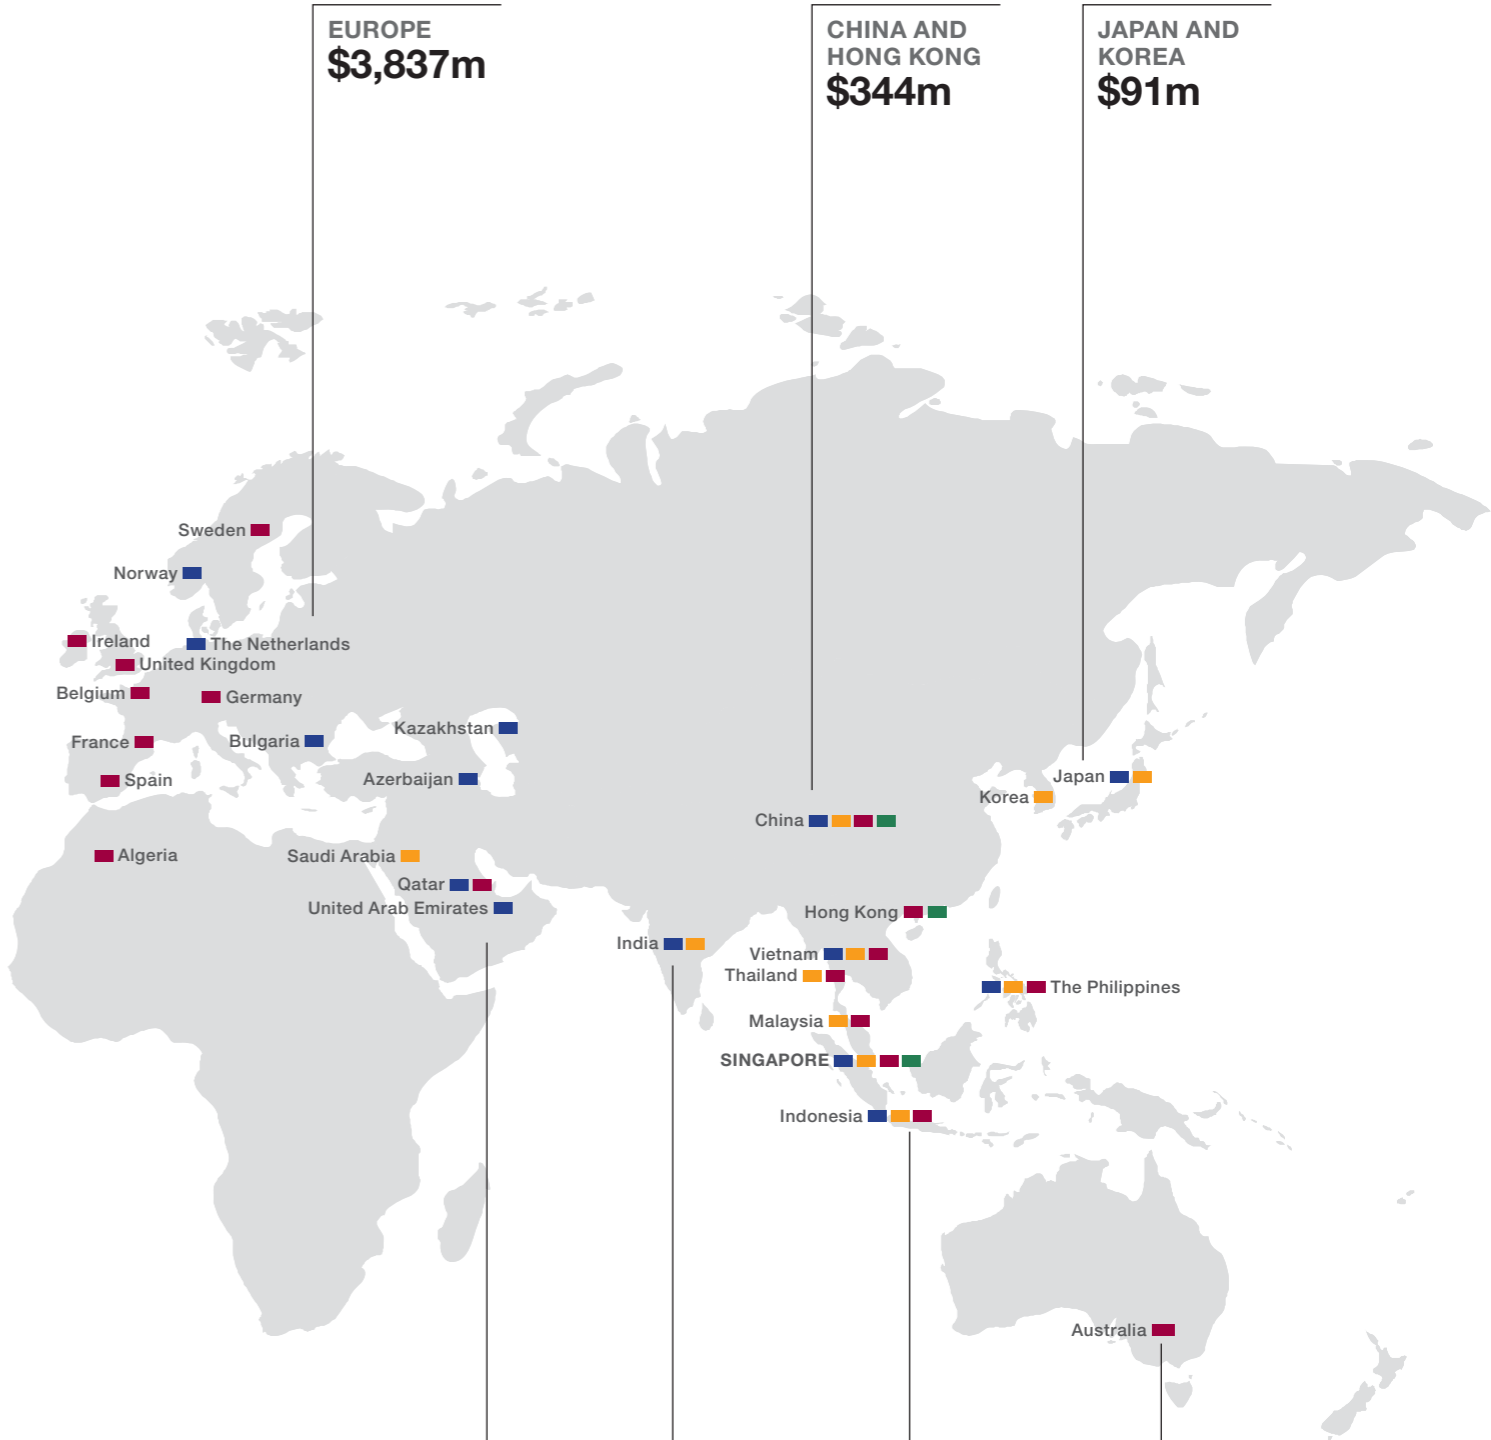 EUROPE
$3,837m
CHINA AND
HONG KONG
$344m
JAPAN AND
KOREA
$91m
Sweden
Norway
Ireland
The Netherlands
United Kingdom
Belgium
Germany
Kazakhstan
France
Bulgaria
Spain
Azerbaijan
Japan
Korea
China
Algeria
Saudi Arabia
Qatar
United Arab Emirates
Hong Kong
India
Vietnam
Thailand
The Philippines
Malaysia
SINGAPORE
Indonesia
Australia